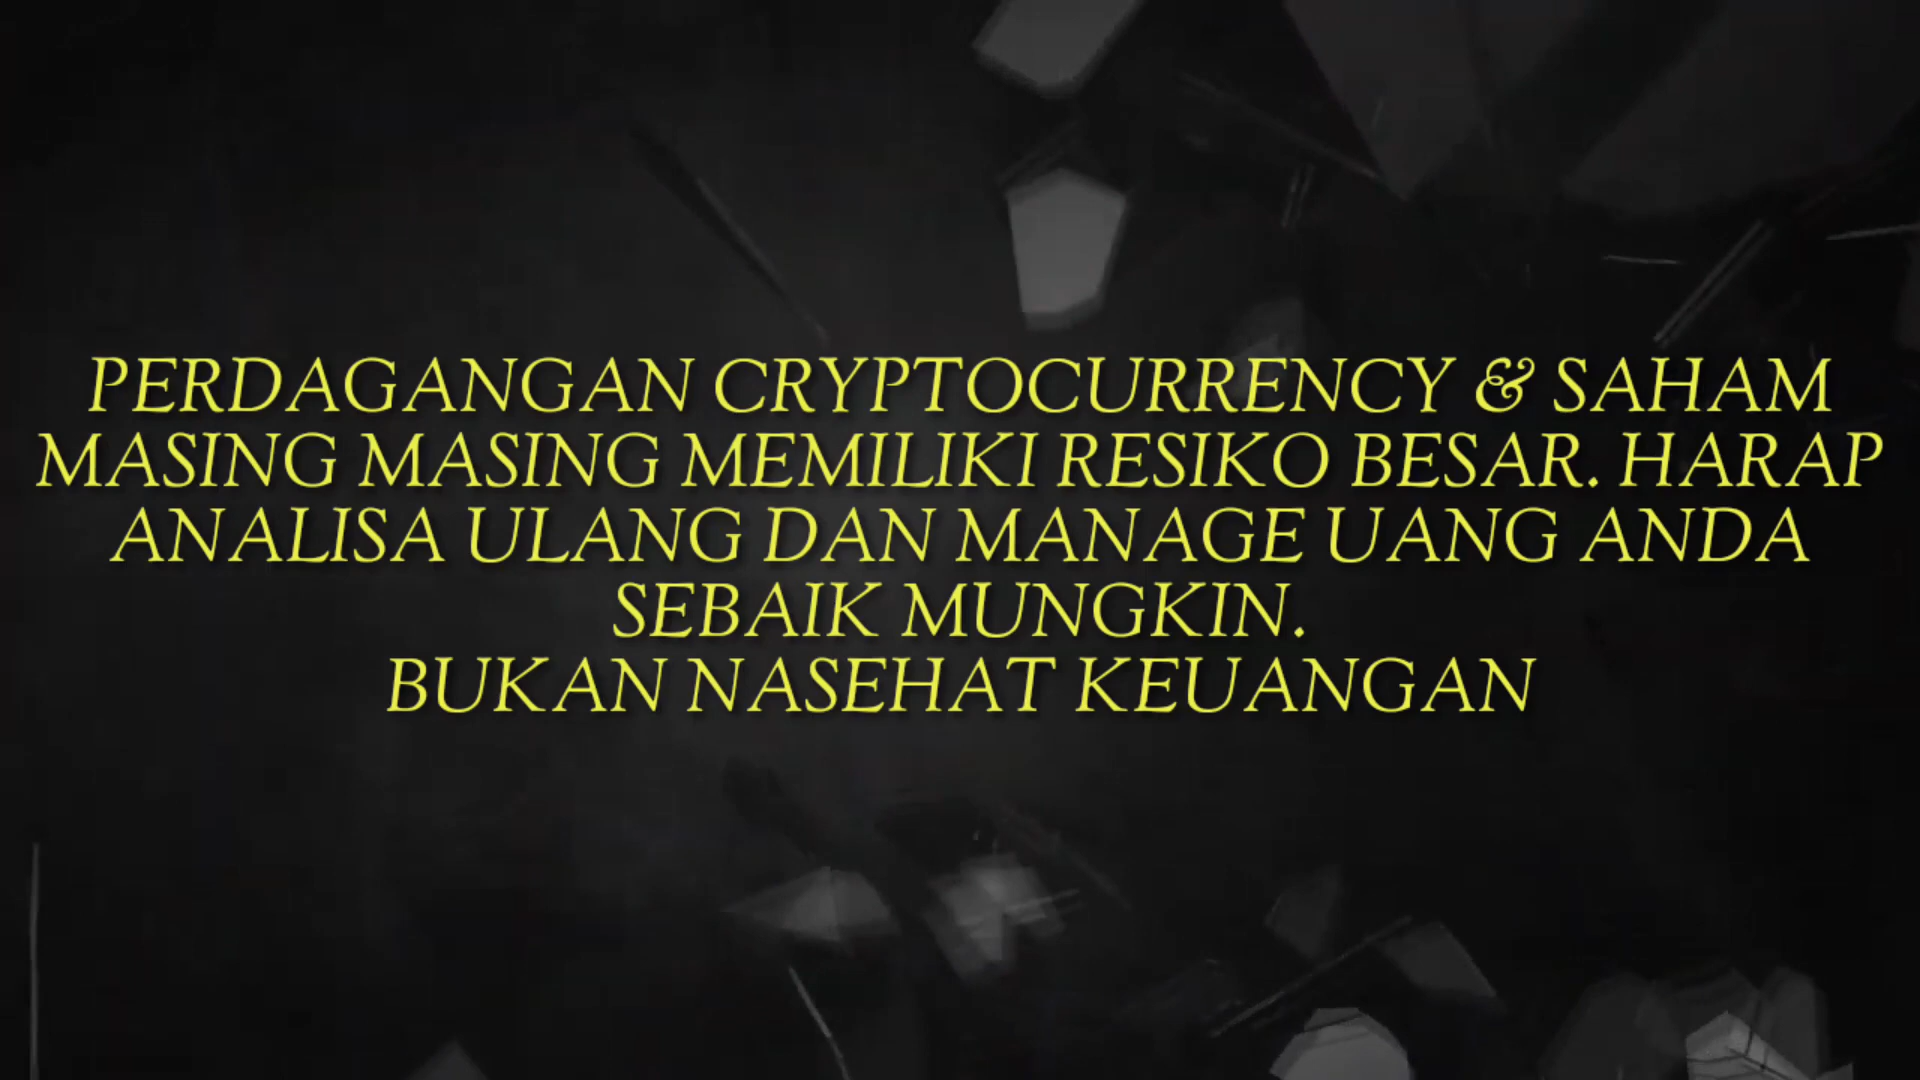 PERDAGANGAN CRYPTOCURRENCY & SAHAM
MASING MASING MEMILIKI RESIKO BESAR. HARAP
ANALISA ULANG DAN MANAGE UANG ANDA
SEBAIK MUNGKIN.
BUKAN NASEHAT KEUANGAN